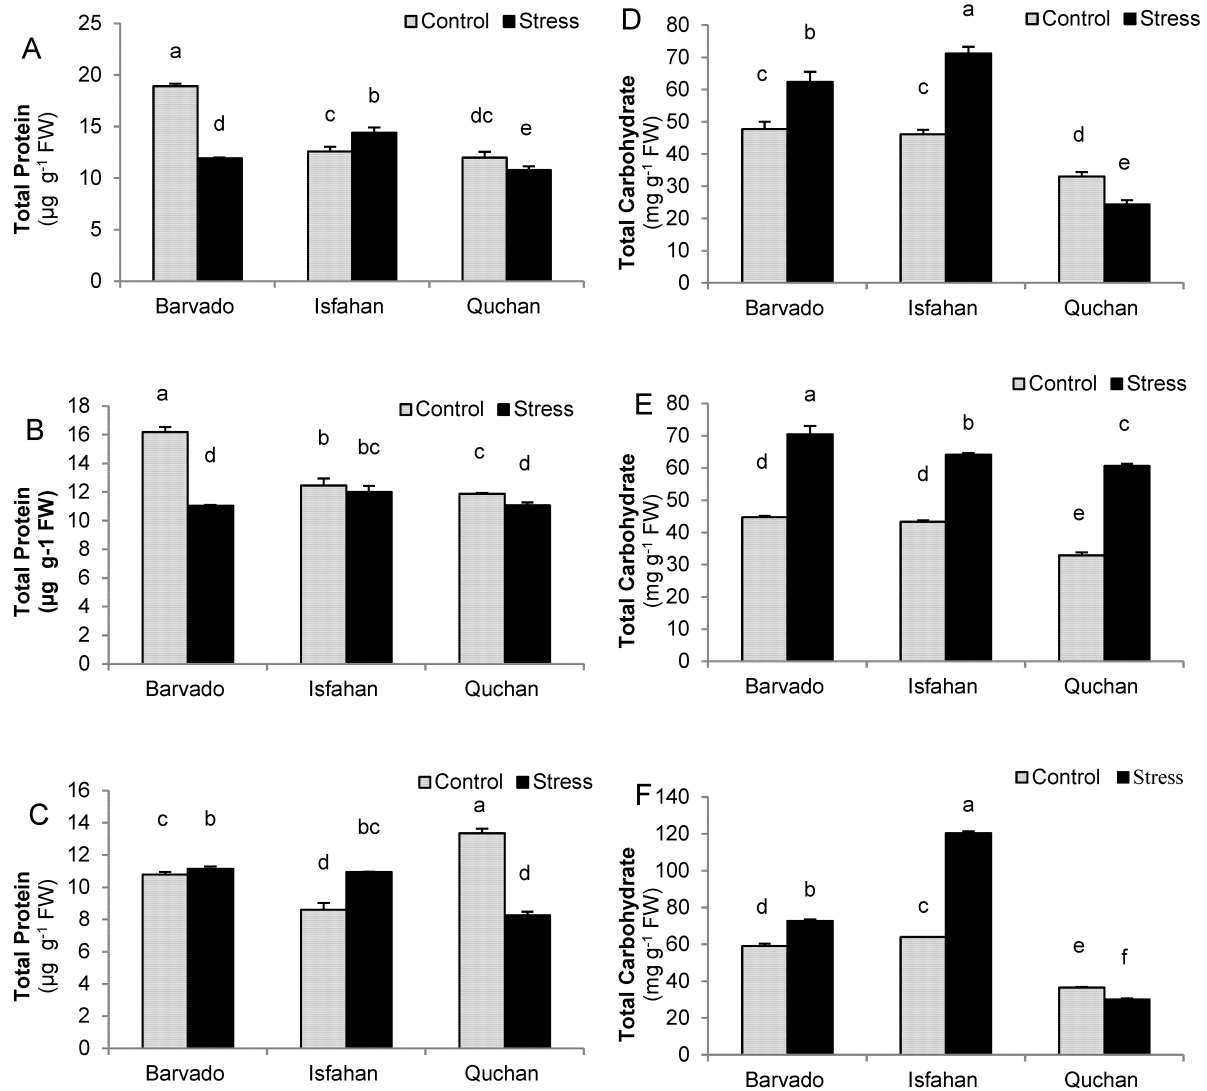 A
Control Stress
Total Protein
(µg g-1 FW)
25
20
15
10
5
0
a
d
c
b
dc
e
Barvado Isfahan Quchan
D
Control Stress
Total Carbohydrate
(mg g-1 FW)
80
70
60
50
40
30
20
10
0
c
b
c
a
d
e
Barvado Isfahan Quchan
B
Control Stress
Total Protein
(µg g-1 FW)
18
16
14
12
10
8
6
4
2
0
a
d
b
bc
c
d
Barvado Isfahan Quchan
E
Control Stress
Total Carbohydrate
(mg g-1 FW)
80
70
60
50
40
30
20
10
0
d
a
d
b
e
c
Barvado Isfahan Quchan
C
Control Stress
Total Protein
(µg g-1 FW)
16
14
12
10
8
6
4
2
0
c
b
d
bc
a
d
Barvado Isfahan Quchan
F
Control Stress
Total Carbohydrate
(mg g-1 FW)
140
120
100
80
60
40
20
0
d
b
c
a
e
f
Barvado Isfahan Quchan